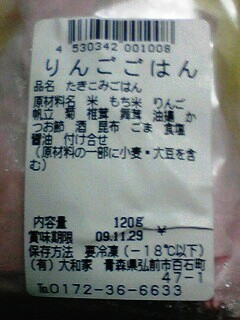 4 530342 001008
りんごごはん
品名 たきこみごはん
原材料名 米 もち米 りんご
帆立 菊 椎茸 舞茸 油揚 か
つお節 酒 昆布 ごま 食塩
醤油 付け合せ
(原材料の一部に小麦・大豆を含
む)
内容量 120g
賞味期限 09.11.29 ¥
保存方法 要冷凍(-18℃以下)
(有)大和家 青森県弘前市百石町
47-1
℡0172-36-6633